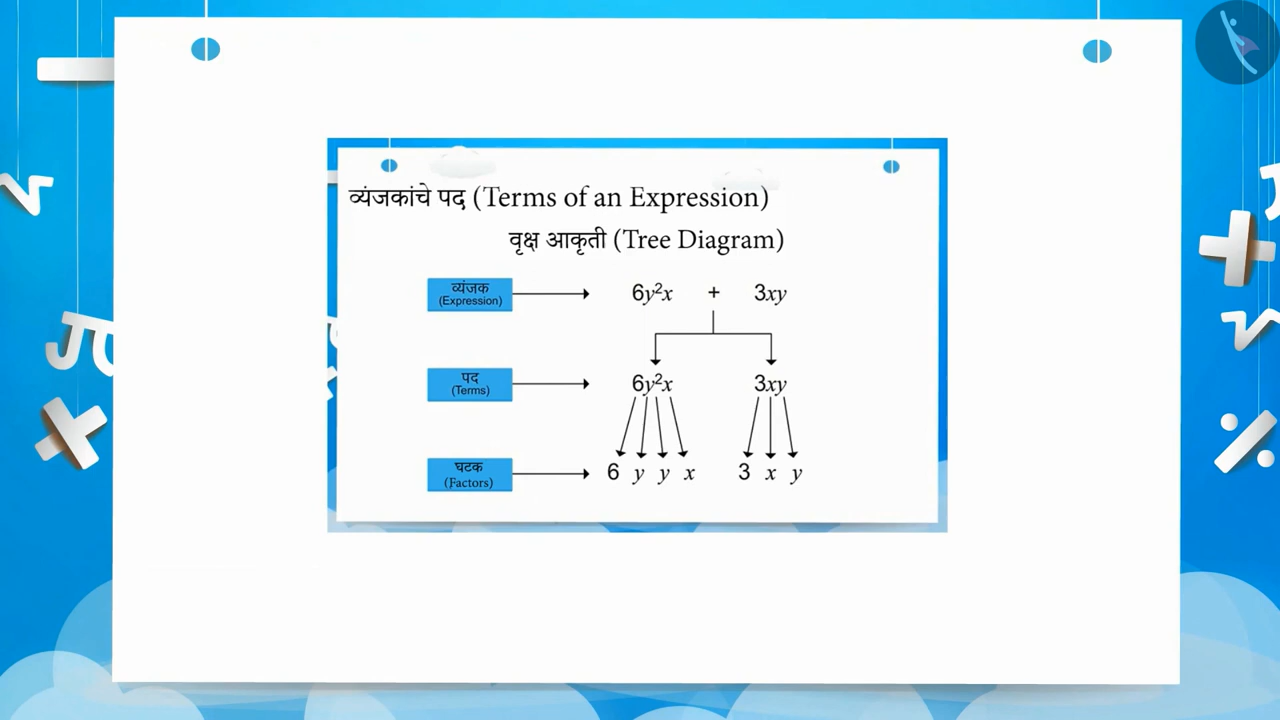 व्यंजकांचे पद (Terms of an Expression)
वृक्ष आकृती (Tree Diagram)
व्यंजक
(Expression)
6y²x + 3xy
पद
(Terms)
6y²x 3xy
घटक
(Factors)
6 y y x 3 x y